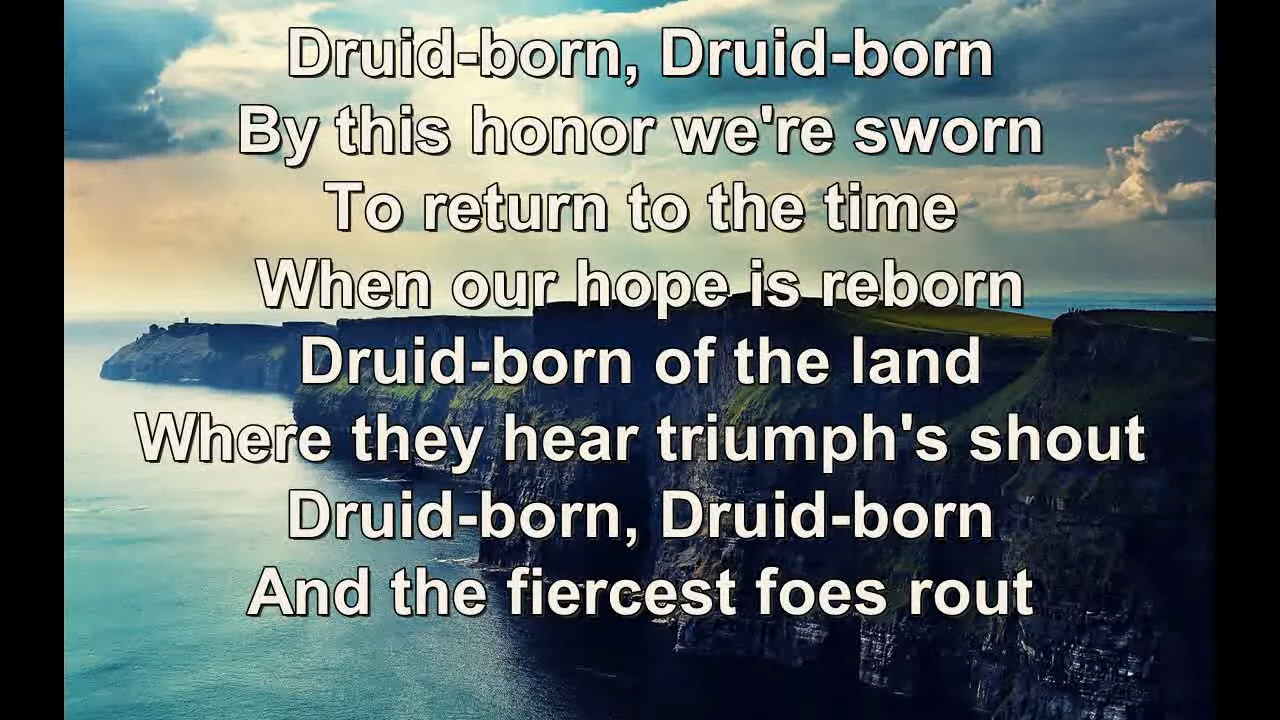 Druid-born, Druid-born
By this honor we're sworn
To return to the time
When our hope is reborn
Druid-born of the land
Where they hear triumph's shout
Druid-born, Druid-born
And the fiercest foes rout